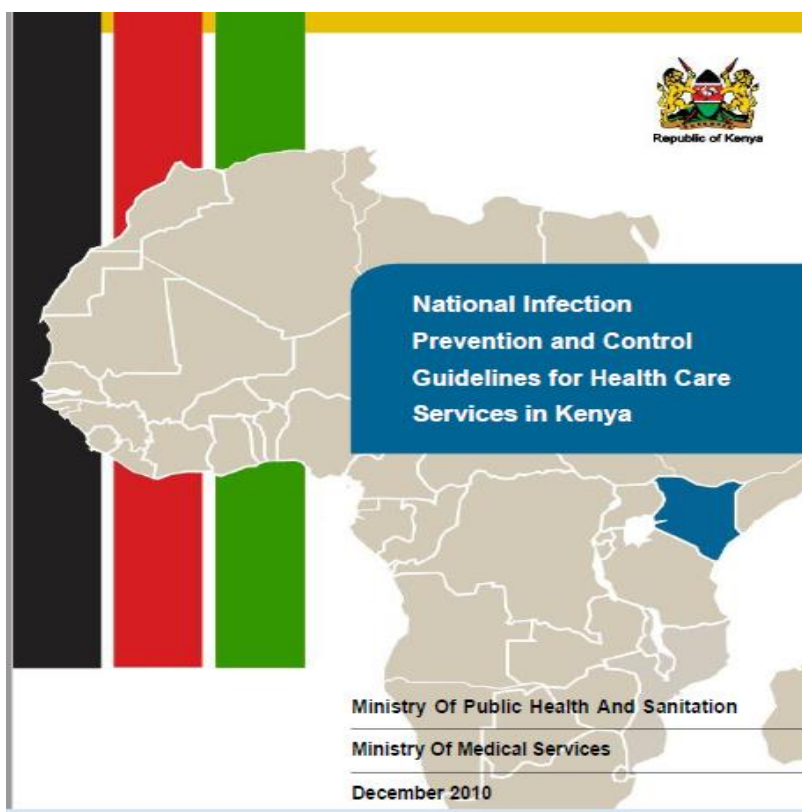 Republic of Kenya
National Infection
Prevention and Control
Guidelines for Health Care
Services in Kenya
Ministry Of Public Health And Sanitation
Ministry Of Medical Services
December 2010